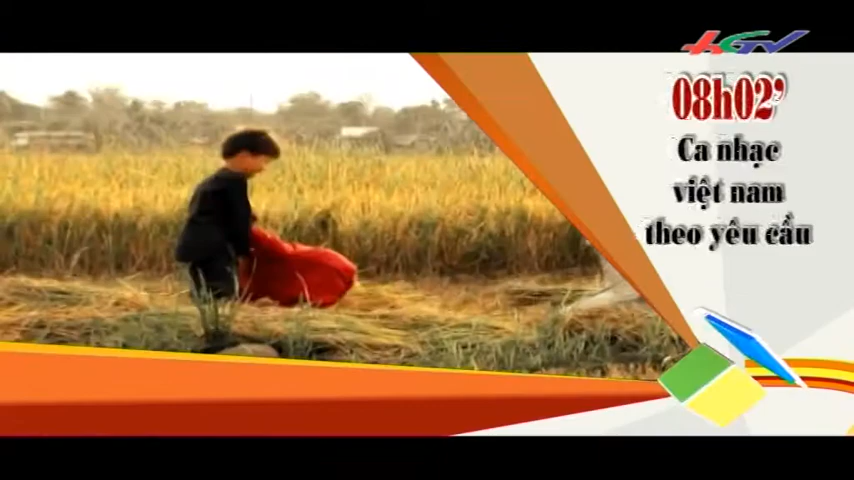 HGTV
08h02'
Ca nhạc
việt nam
theo yêu cầu